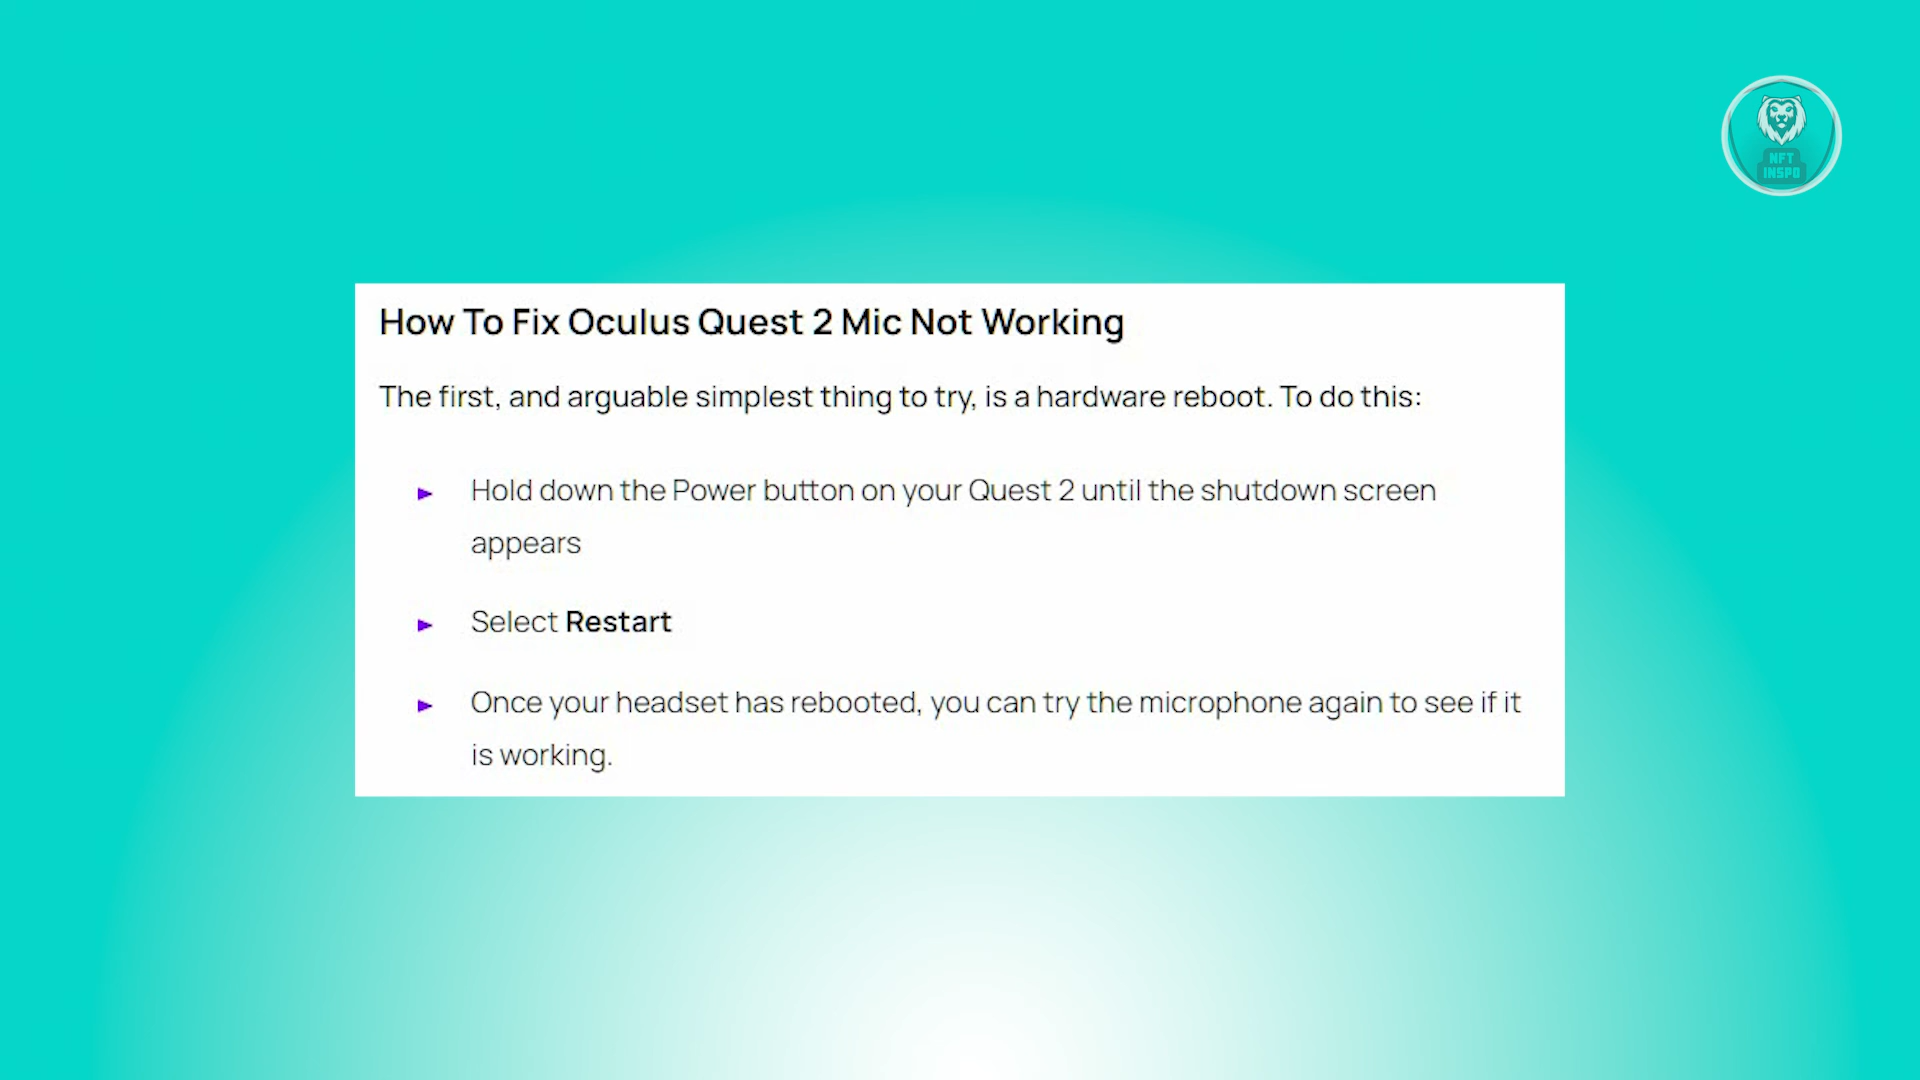 NFT
INSPO
How To Fix Oculus Quest 2 Mic Not Working
The first, and arguable simplest thing to try, is a hardware reboot. To do this:
Hold down the Power button on your Quest 2 until the shutdown screen
appears
Select Restart
Once your headset has rebooted, you can try the microphone again to see if it
is working.